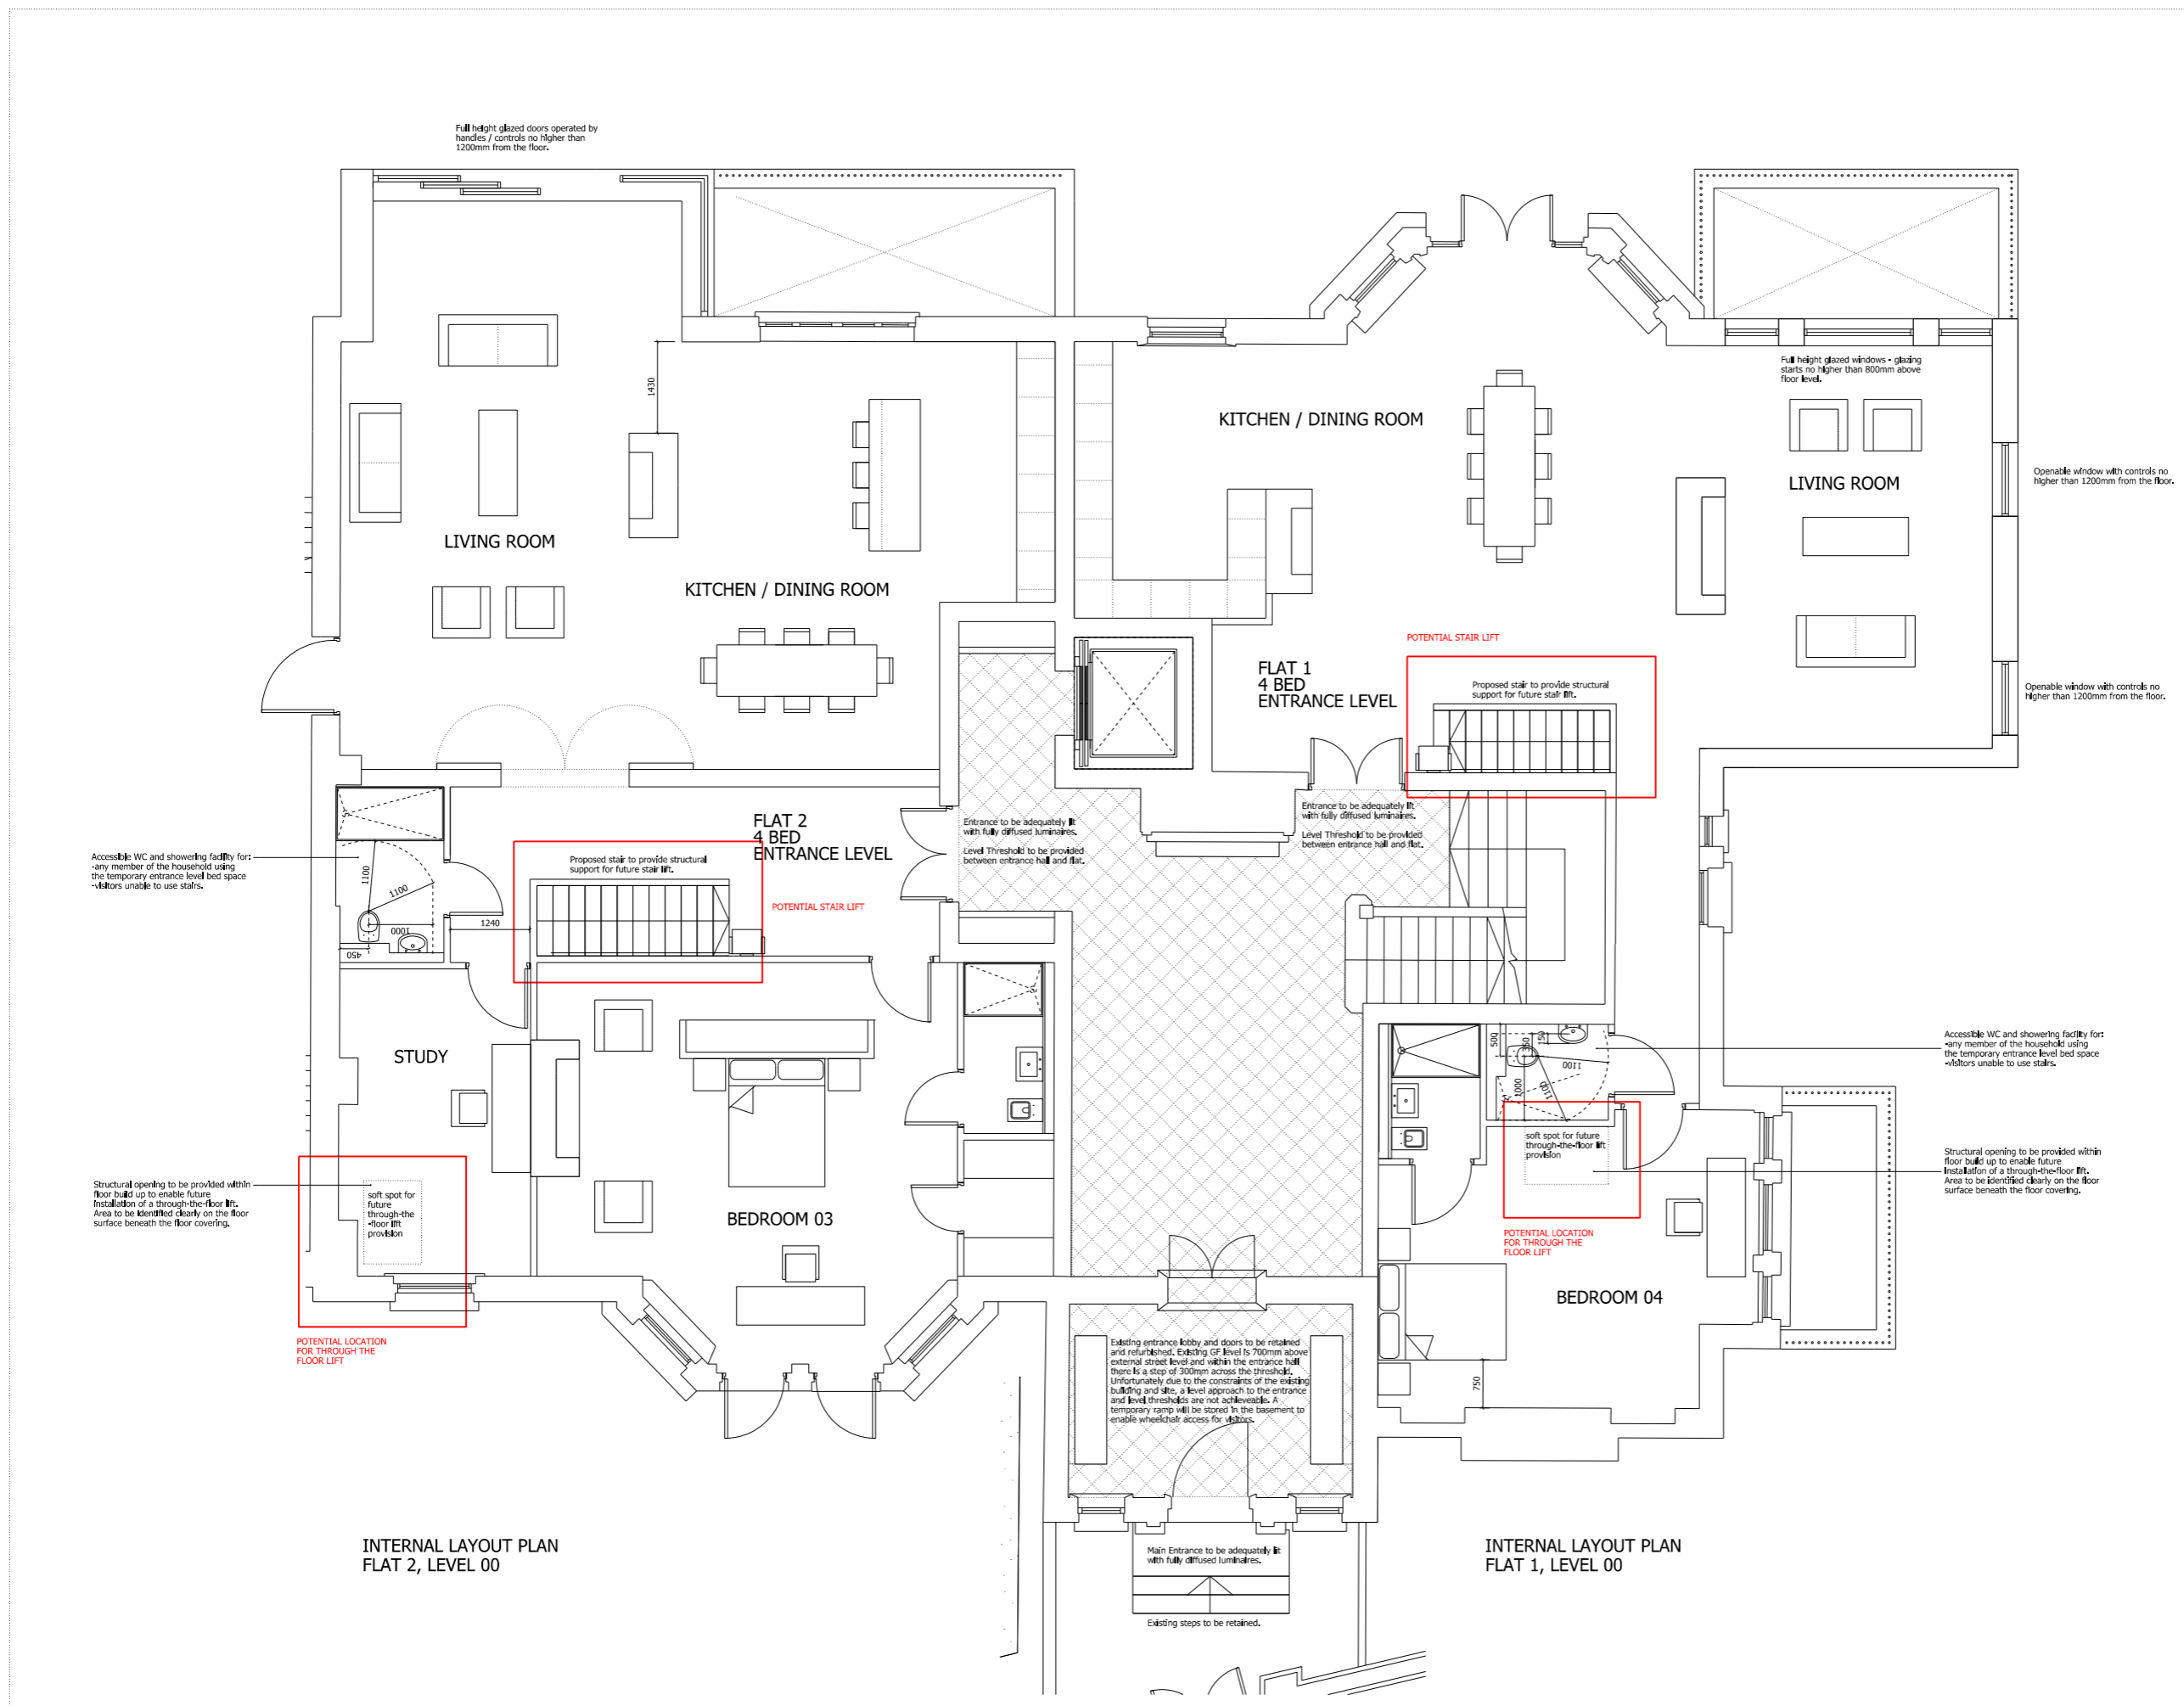 Full height glazed doors operated by
handles / controls no higher than
1200mm from the floor.
1430
KITCHEN / DINING ROOM
Full height glazed windows - glazing
starts no higher than 800mm above
floor level.
LIVING ROOM
Openable window with controls no
higher than 1200mm from the floor.
LIVING ROOM
KITCHEN / DINING ROOM
POTENTIAL STAIR LIFT
FLAT 1
4 BED
ENTRANCE LEVEL
Proposed stair to provide structural
support for future stair lift.
Openable window with controls no
higher than 1200mm from the floor.
FLAT 2
4 BED
ENTRANCE LEVEL
Entrance to be adequately lit
with fully diffused luminaires.
Level Threshold to be provided
between entrance hall and flat.
Entrance to be adequately lit
with fully diffused luminaires.
Level Threshold to be provided
between entrance hall and flat.
Accessible WC and showering facility for:
-any member of the household using
the temporary entrance level bed space
-visitors unable to use stairs.
1100
1100
1000
450
1240
Proposed stair to provide structural
support for future stair lift.
POTENTIAL STAIR LIFT
STUDY
500
350
150
1100
1100
1000
Accessible WC and showering facility for:
-any member of the household using
the temporary entrance level bed space
-visitors unable to use stairs.
soft spot for future
through-the-floor lift
provision
Structural opening to be provided within
floor build up to enable future
installation of a through-the-floor lift.
Area to be identified clearly on the floor
surface beneath the floor covering.
Structural opening to be provided within
floor build up to enable future
installation of a through-the-floor lift.
Area to be identified clearly on the floor
surface beneath the floor covering.
soft spot for
future
through-the
-floor lift
provision
BEDROOM 03
POTENTIAL LOCATION
FOR THROUGH THE
FLOOR LIFT
BEDROOM 04
POTENTIAL LOCATION
FOR THROUGH THE
FLOOR LIFT
Existing entrance lobby and doors to be retained
and refurbished. Existing GF level is 700mm above
external street level and within the entrance hall
there is a step of 300mm across the threshold.
Unfortunately due to the constraints of the existing
building and site, a level approach to the entrance
and level thresholds are not achieveable. A
temporary ramp will be stored in the basement to
enable wheelchair access for visitors.
750
INTERNAL LAYOUT PLAN
FLAT 2, LEVEL 00
Main Entrance to be adequately lit
with fully diffused luminaires.
Existing steps to be retained.
INTERNAL LAYOUT PLAN
FLAT 1, LEVEL 00